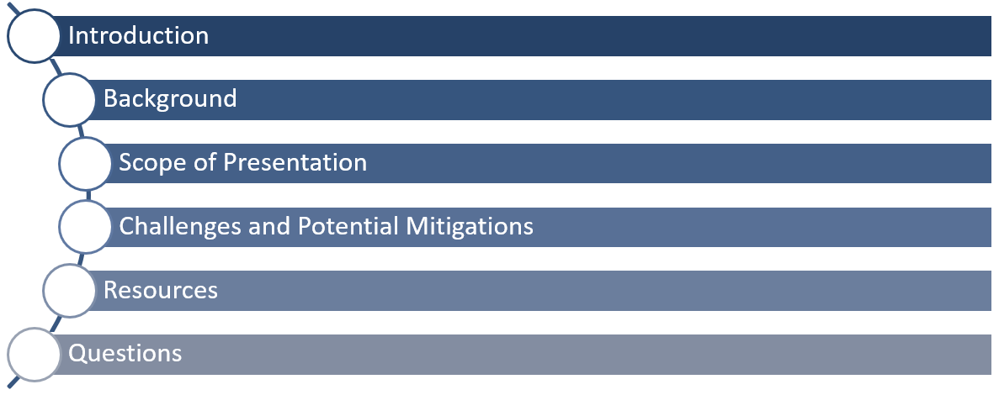 Introduction
Background
Scope of Presentation
Challenges and Potential Mitigations
Resources
Questions